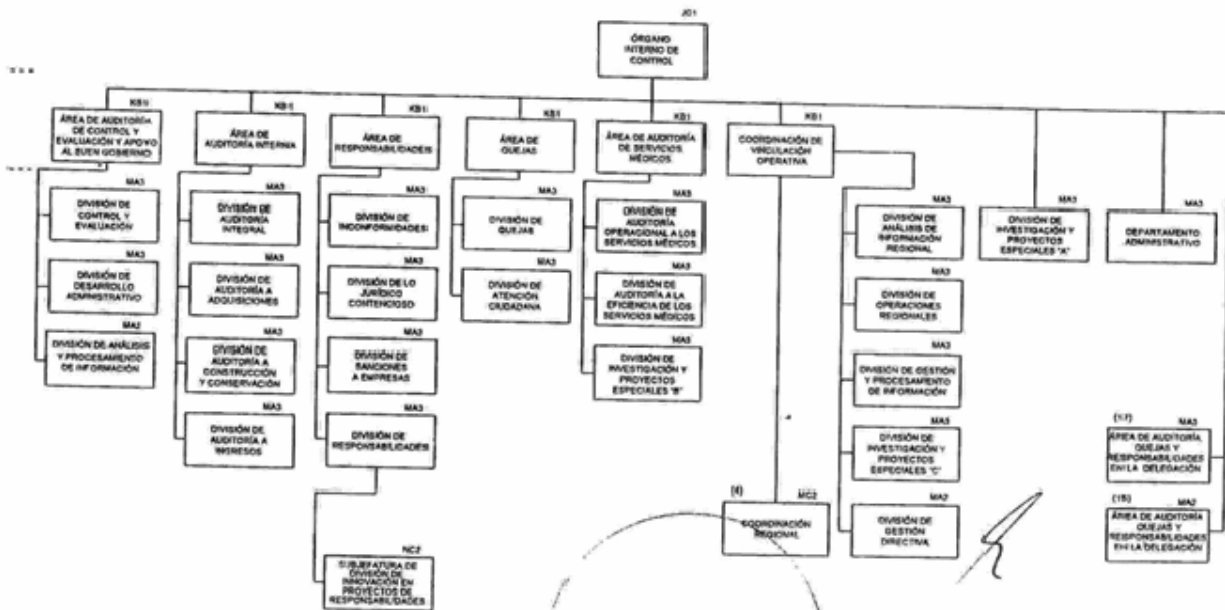 JC1
ÓRGANO
INTERNO DE
CONTROL
KB1
ÁREA DE AUDITORÍA
DE CONTROL Y
EVALUACIÓN Y APOYO
AL BUEN GOBIERNO
KB1
ÁREA DE
AUDITORÍA INTERNA
KB1
ÁREA DE
RESPONSABILIDADES
KB1
ÁREA DE
QUEJAS
KB1
ÁREA DE AUDITORÍA
DE SERVICIOS
MÉDICOS
KB1
COORDINACIÓN DE
VINCULACIÓN
OPERATIVA
MA3
DIVISIÓN DE
CONTROL Y
EVALUACIÓN
MA3
DIVISIÓN DE
DESARROLLO
ADMINISTRATIVO
MA2
DIVISIÓN DE ANÁLISIS
Y PROCESAMIENTO
DE INFORMACIÓN
MA3
DIVISIÓN DE
AUDITORÍA
INTEGRAL
MA3
DIVISIÓN DE
AUDITORÍA A
ADQUISICIONES
MA3
DIVISIÓN DE
AUDITORÍA A
CONSTRUCCIÓN
Y CONSERVACIÓN
MA3
DIVISIÓN DE
AUDITORÍA A
INGRESOS
MA3
DIVISIÓN DE
INCONFORMIDADES
MA3
DIVISIÓN DE LO
JURÍDICO
CONTENCIOSO
MA3
DIVISIÓN DE
SANCIONES
A EMPRESAS
MA3
DIVISIÓN DE
RESPONSABILIDADES
NC2
SUBJEFATURA DE
DIVISIÓN DE
INNOVACIÓN EN
PROYECTOS DE
RESPONSABILIDADES
MA3
DIVISIÓN DE
QUEJAS
MA3
DIVISIÓN DE
ATENCIÓN
CIUDADANA
MA3
DIVISIÓN DE
AUDITORÍA
OPERACIONAL A LOS
SERVICIOS MÉDICOS
MA3
DIVISIÓN DE
AUDITORÍA A LA
EFICIENCIA DE LOS
SERVICIOS MÉDICOS
MA3
DIVISIÓN DE
INVESTIGACIÓN Y
PROYECTOS
ESPECIALES "B"
MC2
COORDINACIÓN
REGIONAL
MA3
DIVISIÓN DE
ANÁLISIS DE
INFORMACIÓN
REGIONAL
MA3
DIVISIÓN DE
OPERACIONES
REGIONALES
MA3
DIVISIÓN DE GESTIÓN
Y PROCESAMIENTO
DE INFORMACIÓN
MA3
DIVISIÓN DE
INVESTIGACIÓN Y
PROYECTOS
ESPECIALES "C"
MA2
DIVISIÓN DE
GESTIÓN
DIRECTIVA
MA3
DIVISIÓN DE
INVESTIGACIÓN Y
PROYECTOS
ESPECIALES "A"
MA3
DEPARTAMENTO
ADMINISTRATIVO
(17) MA3
ÁREA DE AUDITORÍA
QUEJAS Y
RESPONSABILIDADES
EN LA DELEGACIÓN
MA2
ÁREA DE AUDITORÍA
QUEJAS Y
RESPONSABILIDADES
EN LA DELEGACIÓN